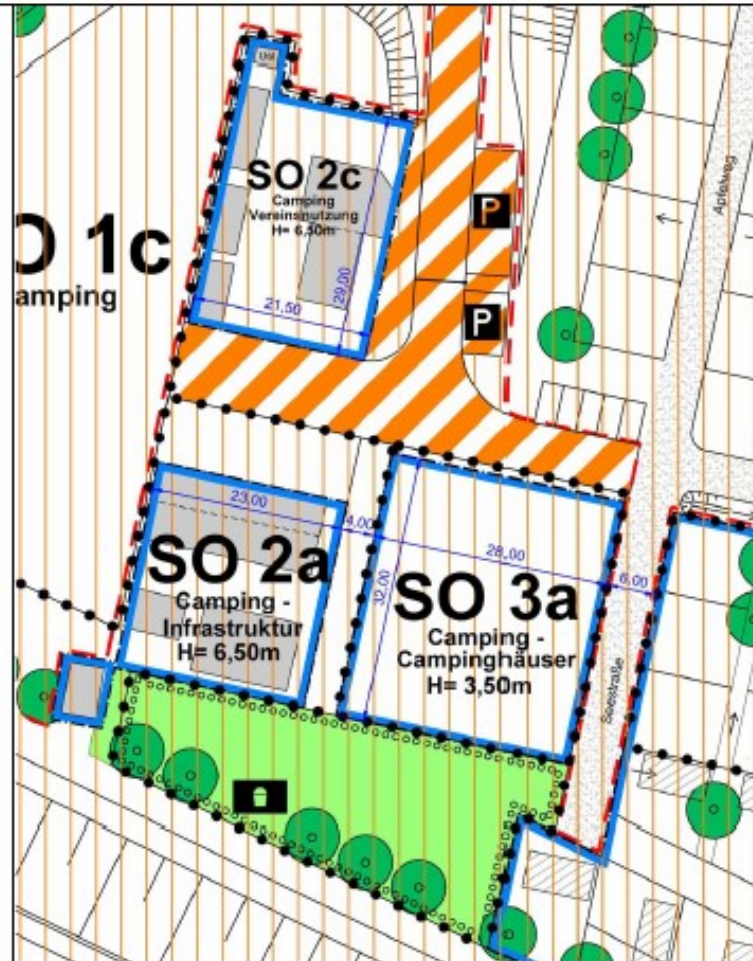 SO 2c
Camping
Vereinsnutzung
H= 6,50m
29,00
21,50
P
P
Apfelweg
O 1c
amping
23,00
4,00
28,00
6,00
32,00
SO 2a
Camping -
Infrastruktur
H= 6,50m
SO 3a
Camping -
Campinghäuser
H= 3,50m
Seestraße